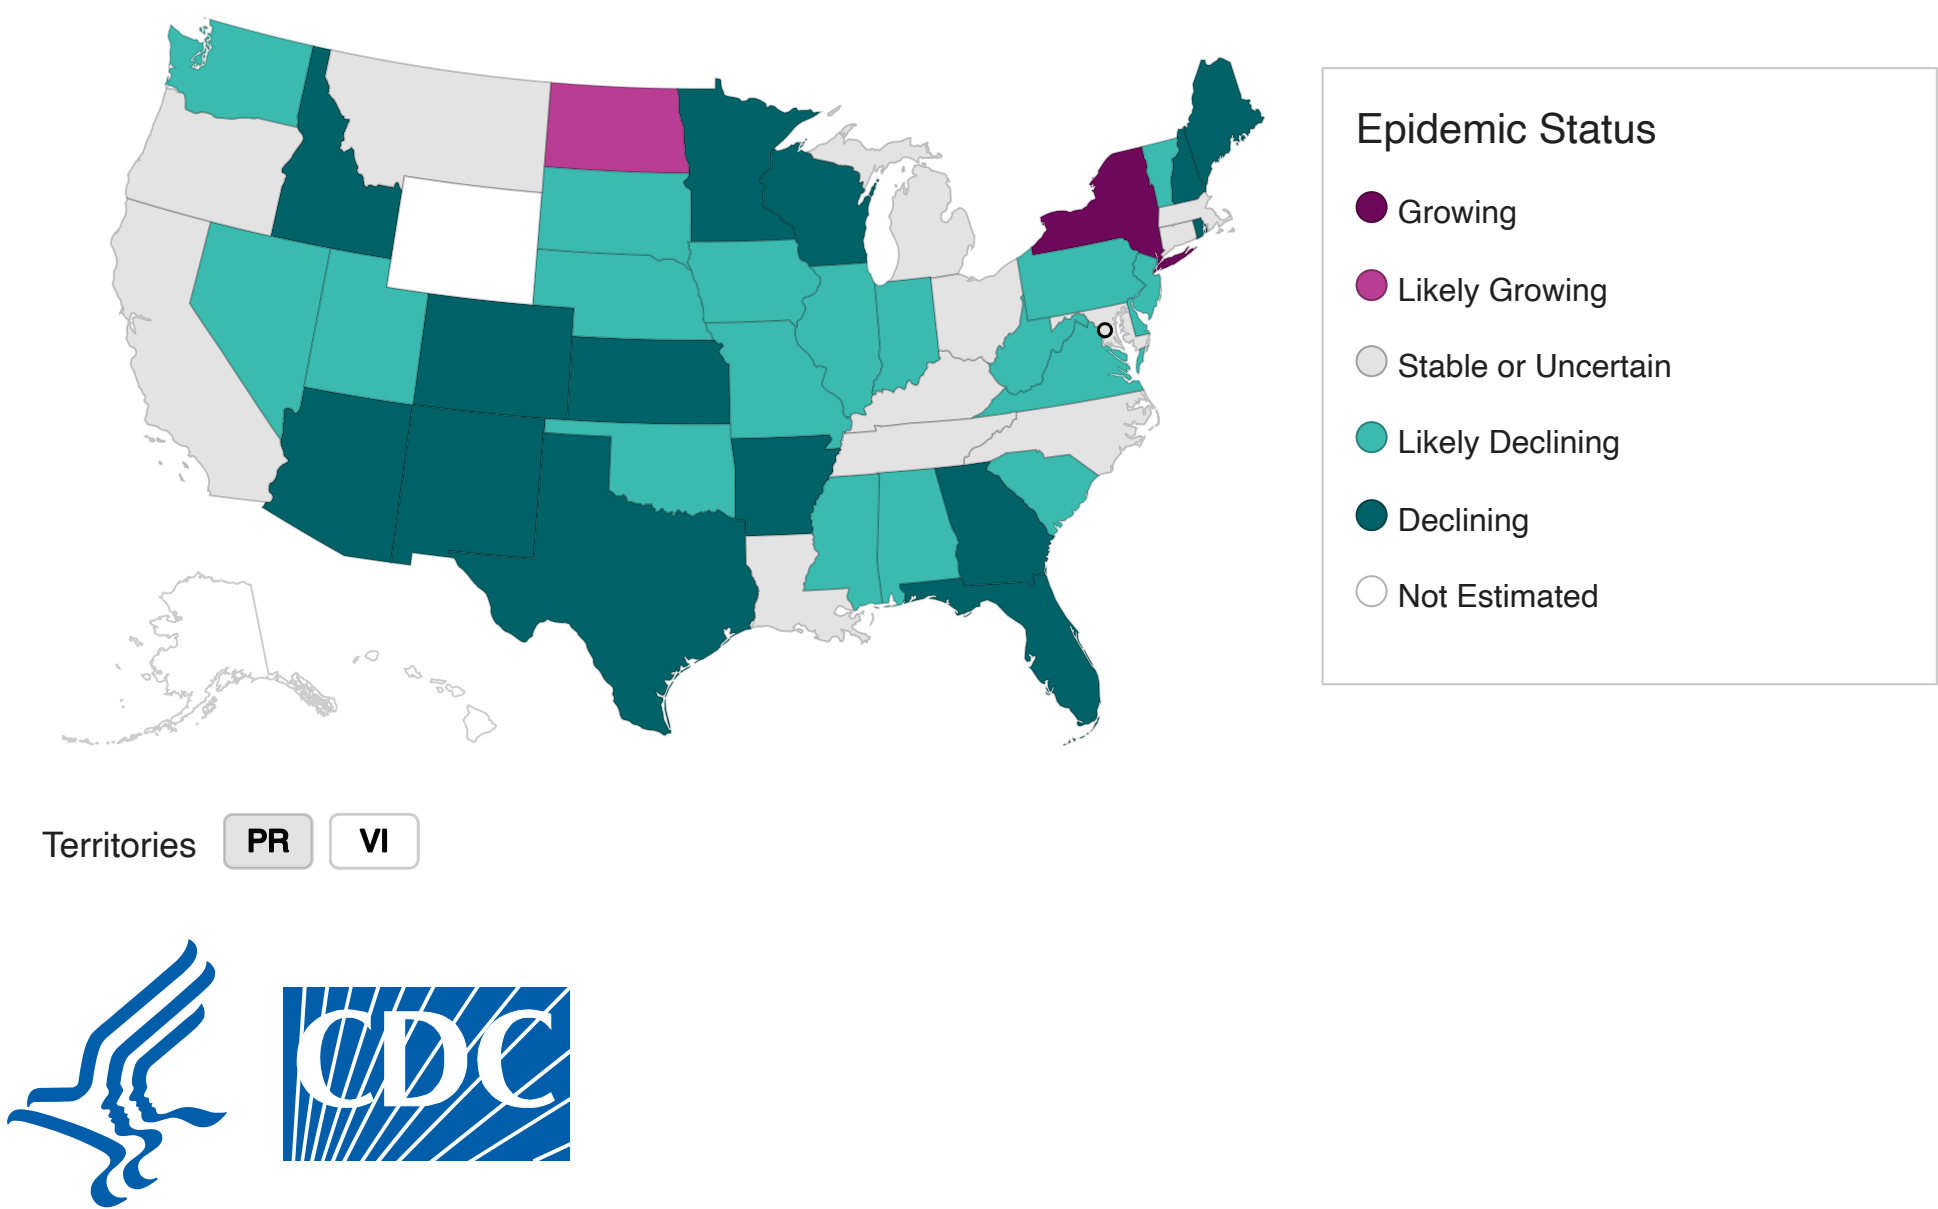 Epidemic Status
Growing
Likely Growing
Stable or Uncertain
Likely Declining
Declining
Not Estimated
Territories PR VI
CDC